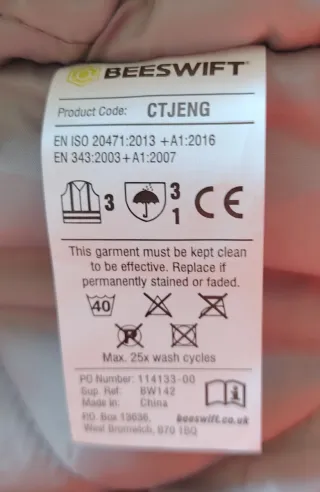 BEESWIFT
Product Code: CTJENG
EN ISO 20471:2013 +A1:2016
EN 343:2003+A1:2007
3
3
1
CE
This garment must be kept clean
to be effective. Replace if
permanently stained or faded.
40
P
Max. 25x wash cycles
PO Number: 114133-00
Sup. Ref: BW142
Made In: China
P.O. Box 13636,
beeswift.co.uk
West Bromwich, B70 1BQ